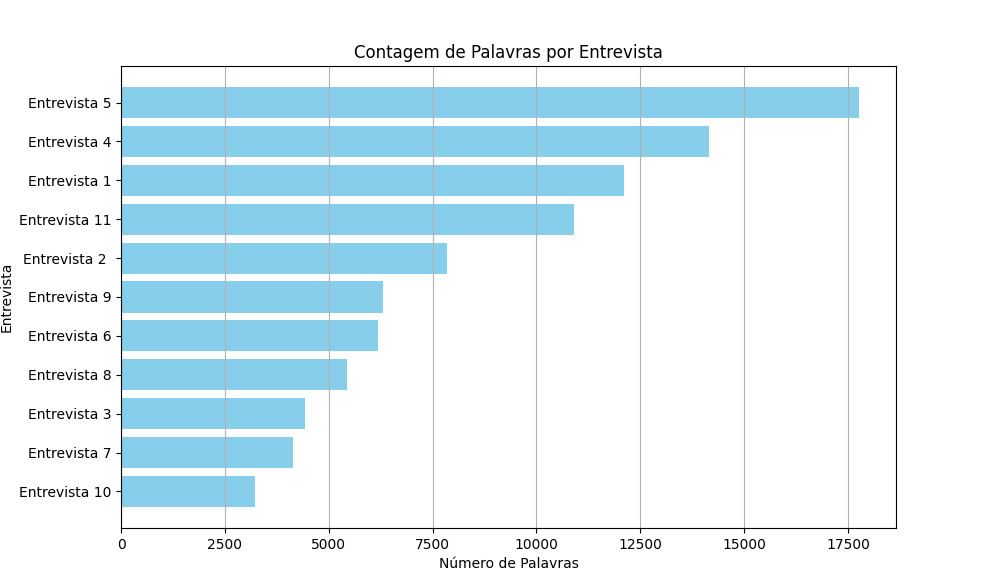 Contagem de Palavras por Entrevista
Entrevista
Entrevista 5
Entrevista 4
Entrevista 1
Entrevista 11
Entrevista 2
Entrevista 9
Entrevista 6
Entrevista 8
Entrevista 3
Entrevista 7
Entrevista 10
0 2500 5000 7500 10000 12500 15000 17500
Número de Palavras